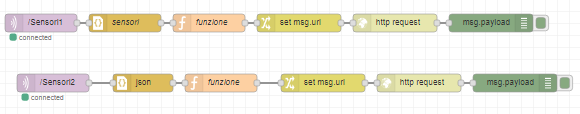 /Sensori1 sensori funzione set msg.url http request msg.payload
connected
/Sensori2 json funzione set msg.url http request msg.payload
connected